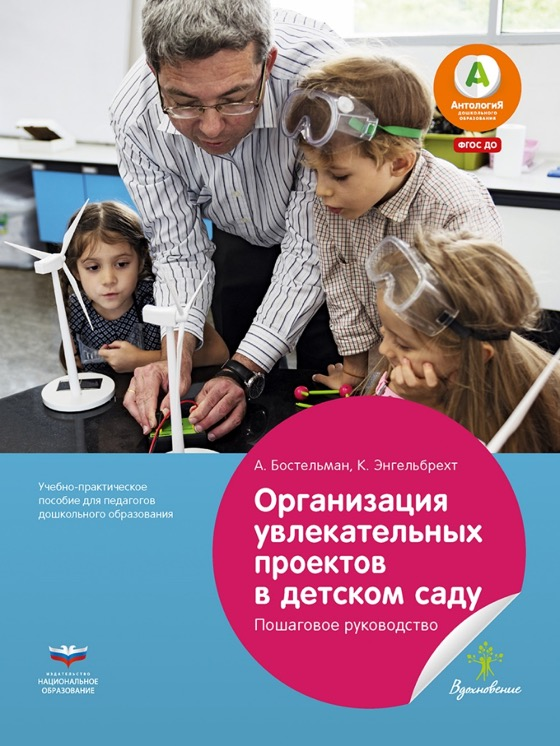 А
АнтологиЯ
ДОШКОЛЬНОГО
ОБРАЗОВАНИЯ
ФГОС ДО
А. Бостельман, К. Энгельбрехт
Учебно-практическое
пособие для педагогов
дошкольного образования
Организация
увлекательных
проектов
в детском саду
Пошаговое руководство
ИЗДАТЕЛЬСТВО
НАЦИОНАЛЬНОЕ
ОБРАЗОВАНИЕ
Вдохновение